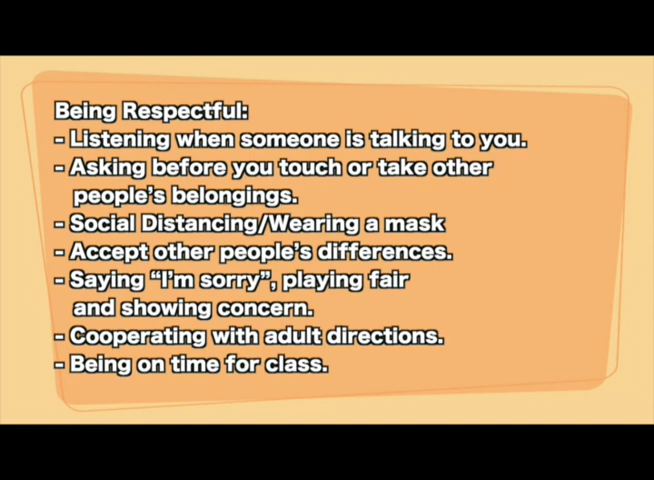 Being Respectful:
- Listening when someone is talking to you.
- Asking before you touch or take other
people's belongings.
- Social Distancing/Wearing a mask
- Accept other people's differences.
- Saying “I'm sorry”, playing fair
and showing concern.
- Cooperating with adult directions.
- Being on time for class.